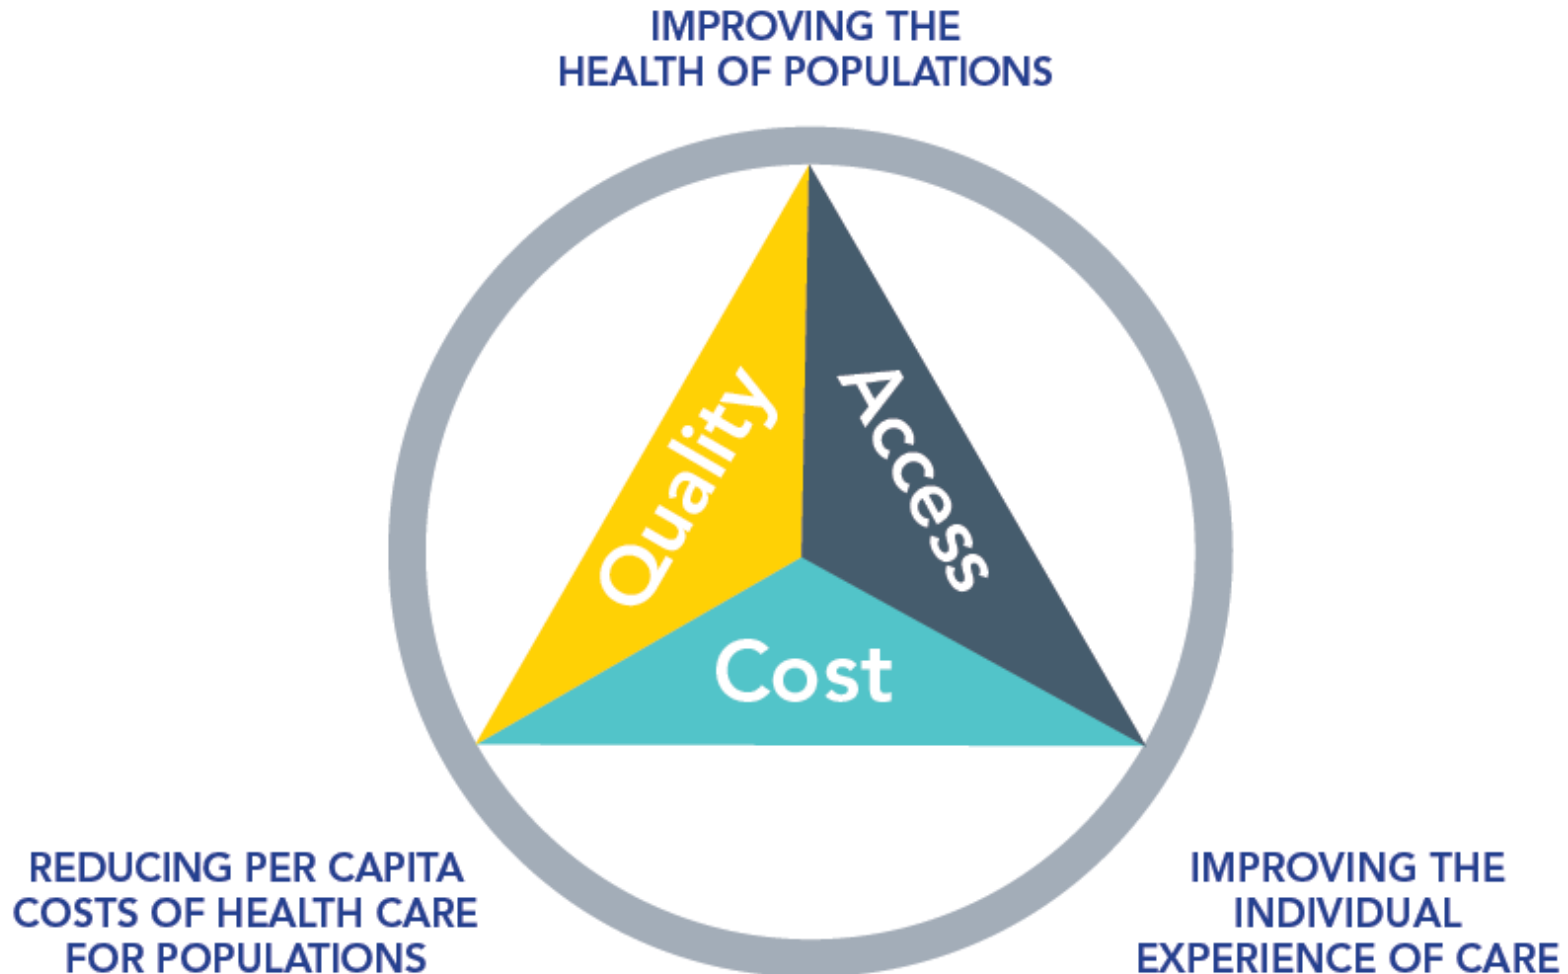 IMPROVING THE
HEALTH OF POPULATIONS
Quality
Access
Cost
REDUCING PER CAPITA
COSTS OF HEALTH CARE
FOR POPULATIONS
IMPROVING THE
INDIVIDUAL
EXPERIENCE OF CARE